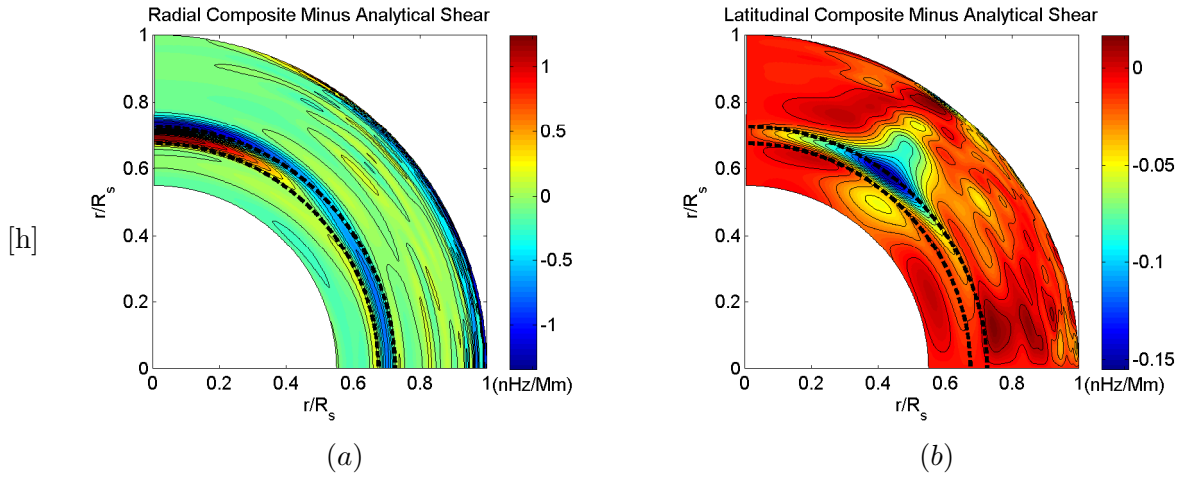 [h]
Radial Composite Minus Analytical Shear
r/R_s
1
0.8
0.6
0.4
0.2
0
0 0.2 0.4 0.6 0.8 1
r/R_s
1
0.5
0
-0.5
-1
(nHz/Mm)
(a)
Latitudinal Composite Minus Analytical Shear
r/R_s
1
0.8
0.6
0.4
0.2
0
0 0.2 0.4 0.6 0.8 1
r/R_s
0
-0.05
-0.1
-0.15
(nHz/Mm)
(b)